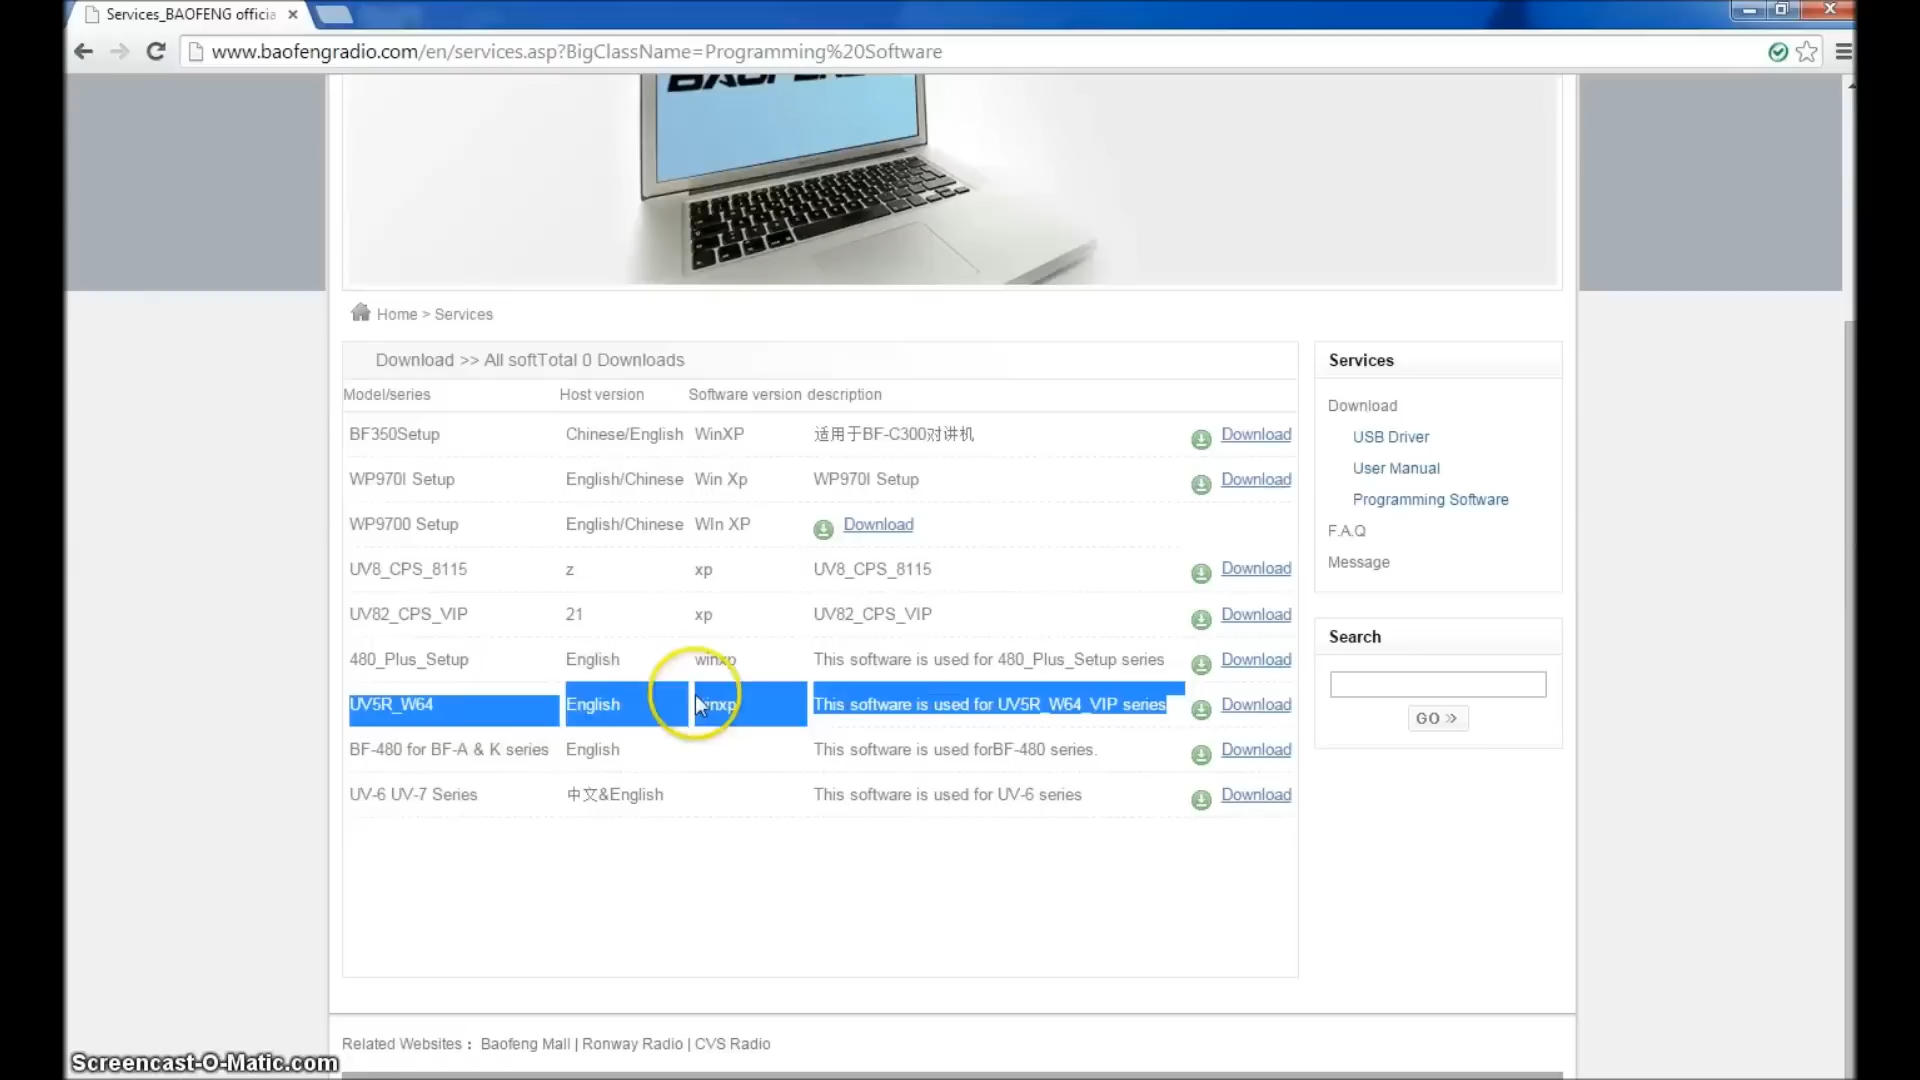 Services_BAOFENG officia
www.baofengradio.com/en/services.asp?BigClassName=Programming%20Software
Home > Services
Download >> All softTotal 0 Downloads
Model/series Host version Software version description
BF350Setup Chinese/English WinXP 适用于BF-C300对讲机 Download
WP970I Setup English/Chinese Win Xp WP970I Setup Download
WP9700 Setup English/Chinese WIn XP Download
UV8_CPS_8115 z xp UV8_CPS_8115 Download
UV82_CPS_VIP 21 xp UV82_CPS_VIP Download
480_Plus_Setup English winxp This software is used for 480_Plus_Setup series Download
UV5R_W64 English winxp This software is used for UV5R_W64_VIP series Download
BF-480 for BF-A & K series English This software is used forBF-480 series. Download
UV-6 UV-7 Series 中文&English This software is used for UV-6 series Download
Services
Download
USB Driver
User Manual
Programming Software
F.A.Q
Message
Search
GO »
Related Websites : Baofeng Mall | Ronway Radio | CVS Radio
Screencast-O-Matic.com